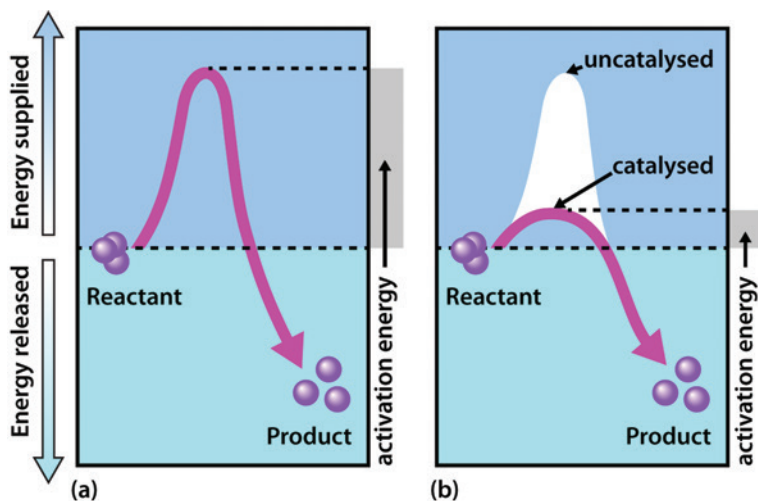 Energy supplied
Energy released
Reactant
Product
activation energy
(a)
uncatalysed
catalysed
Reactant
Product
activation energy
(b)